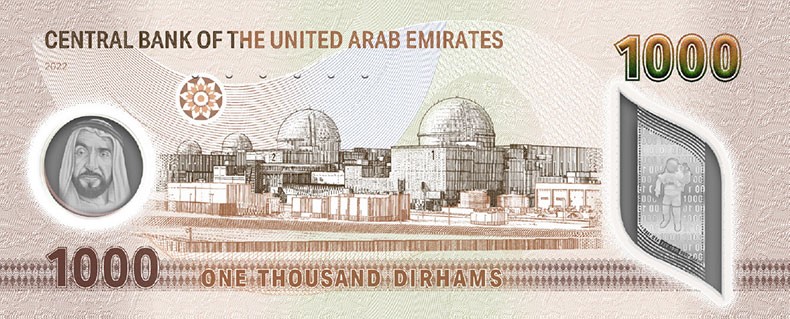 CENTRAL BANK OF THE UNITED ARAB EMIRATES
1000
2022
2
1
1000
ONE THOUSAND DIRHAMS